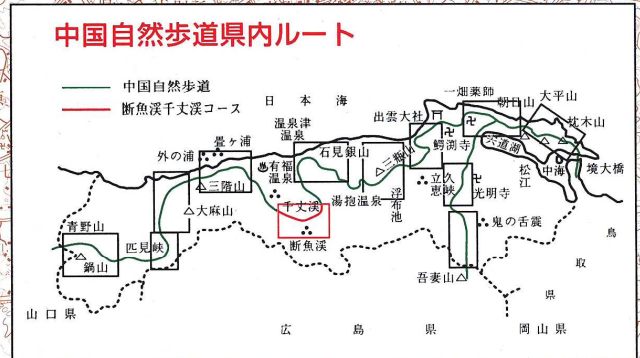 中国自然歩道県内ルート
中国自然歩道
断魚渓千丈渓コース
日本海
一畑薬師
朝日山
大平山
枕木山
出雲大社
鰐渕寺
宍道湖
松江
中海
境大橋
温泉津
温泉
石見銀山
三瓶山
畳ヶ浦
外の浦
有福
温泉
三階山
大麻山
千丈渓
断魚渓
湯抱温泉
浮布池
立久
恵峡
光明寺
鬼の舌震
吾妻山
青野山
鍋山
匹見峡
鳥
取
県
山口県
広島県
岡山県